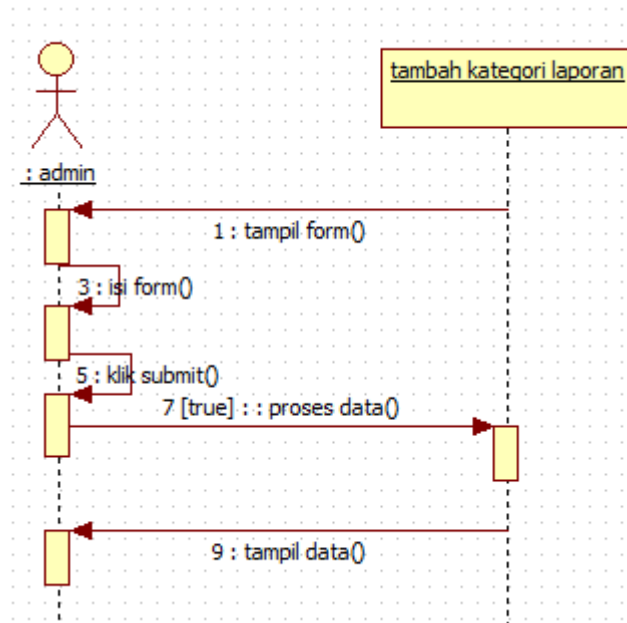 tambah kategori laporan
: admin
1 : tampil form()
3 : isi form()
5 : klik submit()
7 [true] : : proses data()
9 : tampil data()